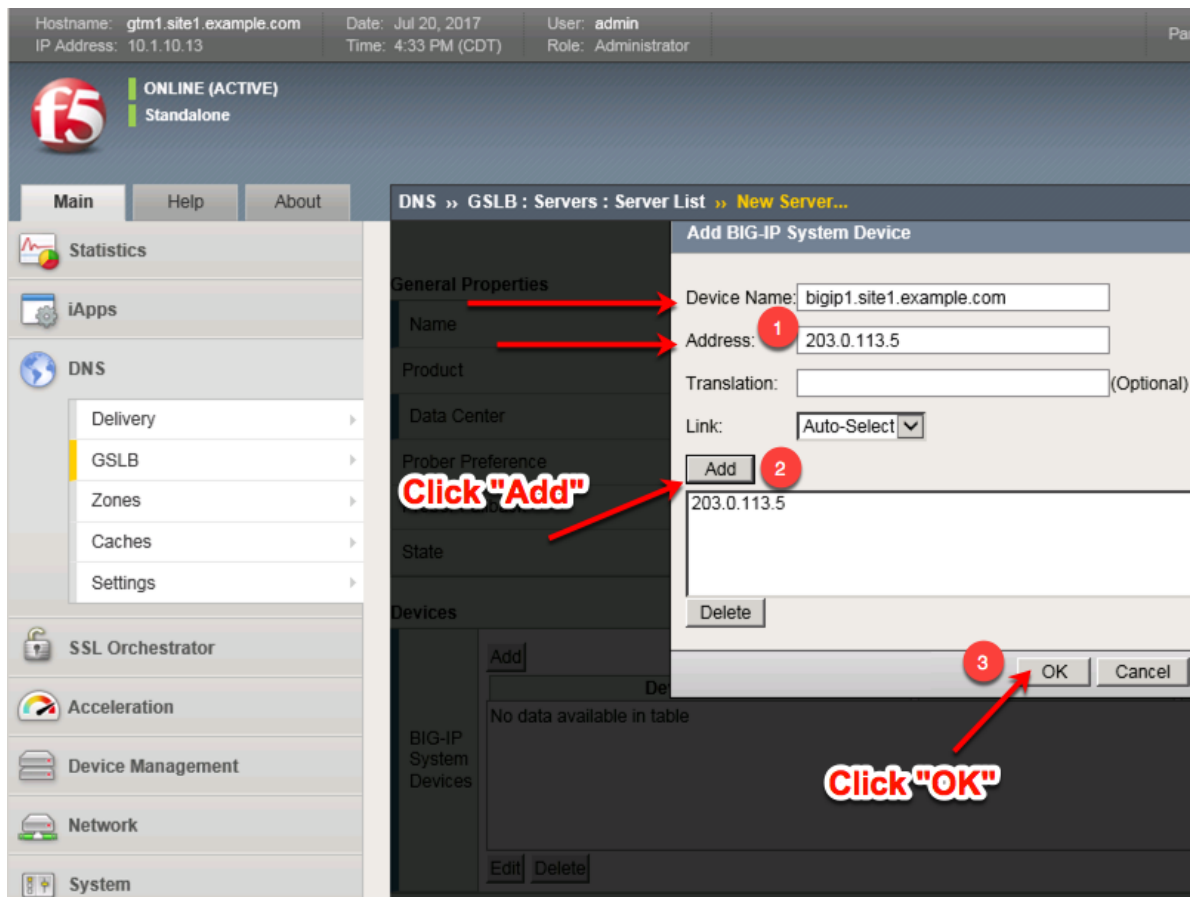 Hostname: gtm1.site1.example.com Date: Jul 20, 2017 User: admin
IP Address: 10.1.10.13 Time: 4:33 PM (CDT) Role: Administrator
f5
ONLINE (ACTIVE)
Standalone
Main Help About
Statistics
iApps
DNS
Delivery
GSLB
Zones
Caches
Settings
SSL Orchestrator
Acceleration
Device Management
Network
System
DNS ›› GSLB : Servers : Server List ›› New Server...
General Properties
Name
Product
Data Center
Prober Preference
State
Devices
BIG-IP
System
Devices
Add
No data available in table
Edit Delete
Add BIG-IP System Device
Device Name: bigip1.site1.example.com
1
Address: 203.0.113.5
Translation: (Optional)
Link: Auto-Select
Add 2
Click "Add"
203.0.113.5
Delete
3 OK Cancel
Click "OK"